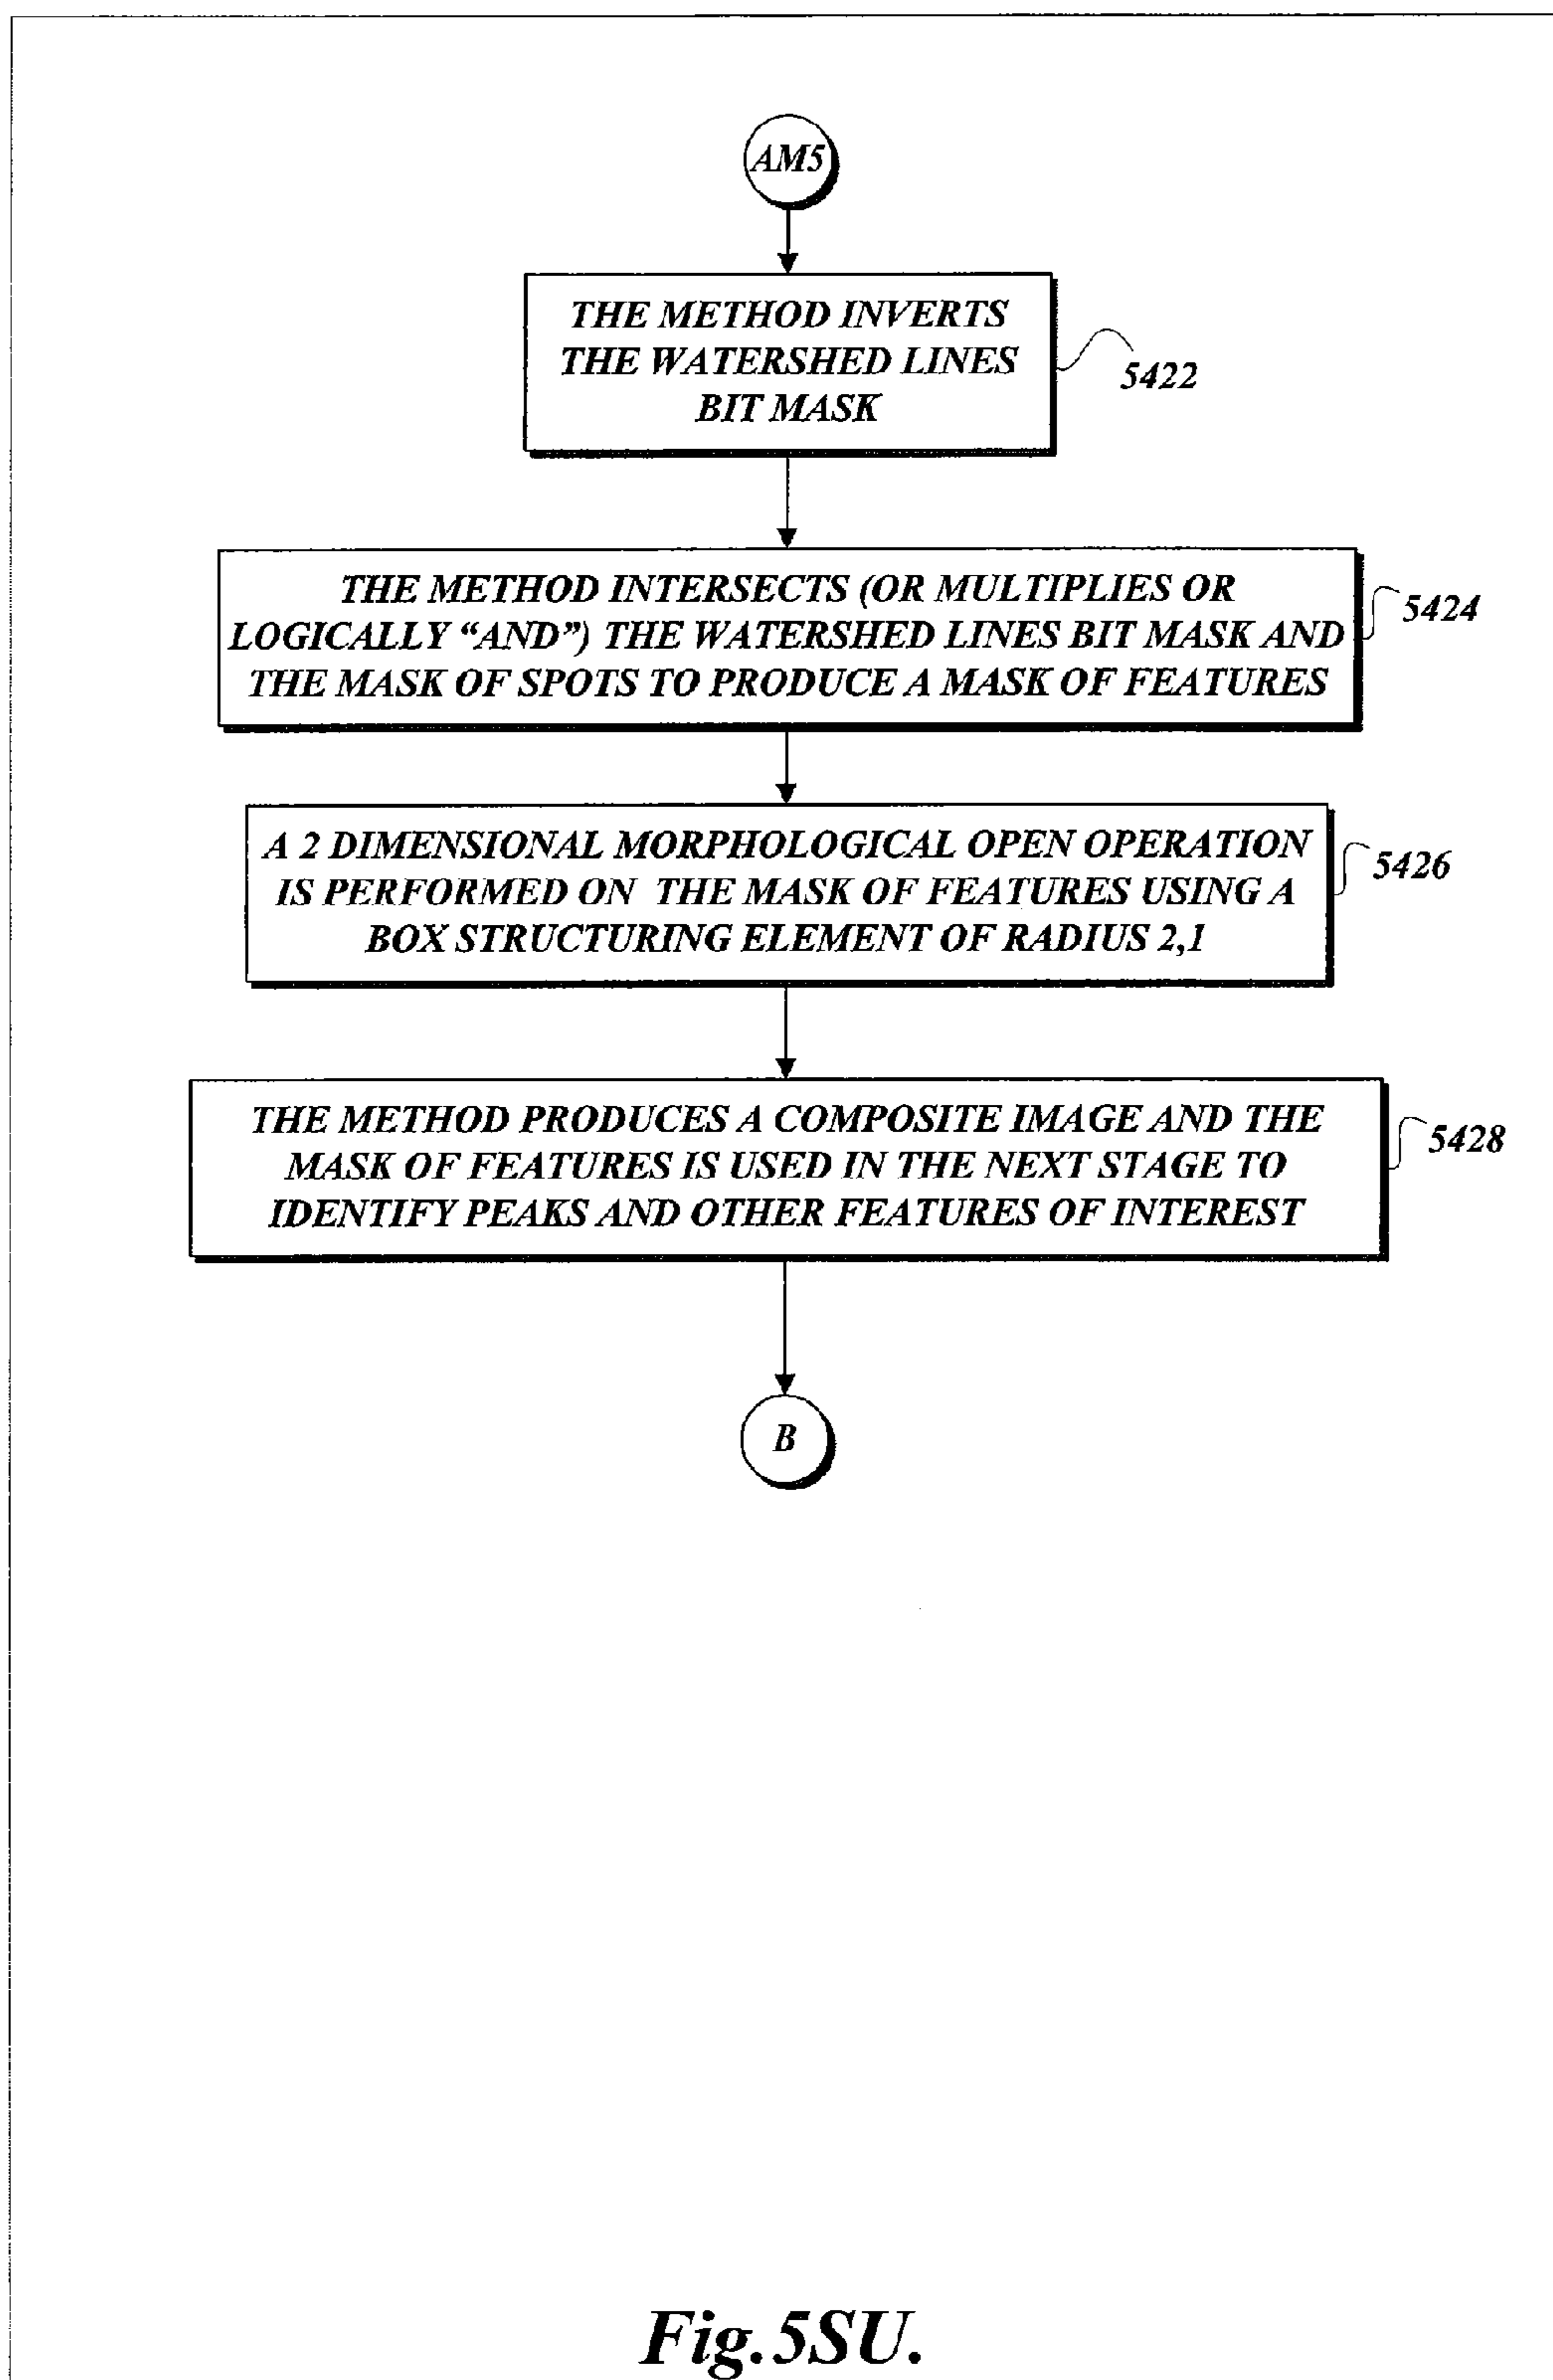 AM5
THE METHOD INVERTS
THE WATERSHED LINES
BIT MASK
5422
THE METHOD INTERSECTS (OR MULTIPLIES OR
LOGICALLY “AND”) THE WATERSHED LINES BIT MASK AND
THE MASK OF SPOTS TO PRODUCE A MASK OF FEATURES
5424
A 2 DIMENSIONAL MORPHOLOGICAL OPEN OPERATION
IS PERFORMED ON THE MASK OF FEATURES USING A
BOX STRUCTURING ELEMENT OF RADIUS 2,1
5426
THE METHOD PRODUCES A COMPOSITE IMAGE AND THE
MASK OF FEATURES IS USED IN THE NEXT STAGE TO
IDENTIFY PEAKS AND OTHER FEATURES OF INTEREST
5428
B
Fig.5SU.